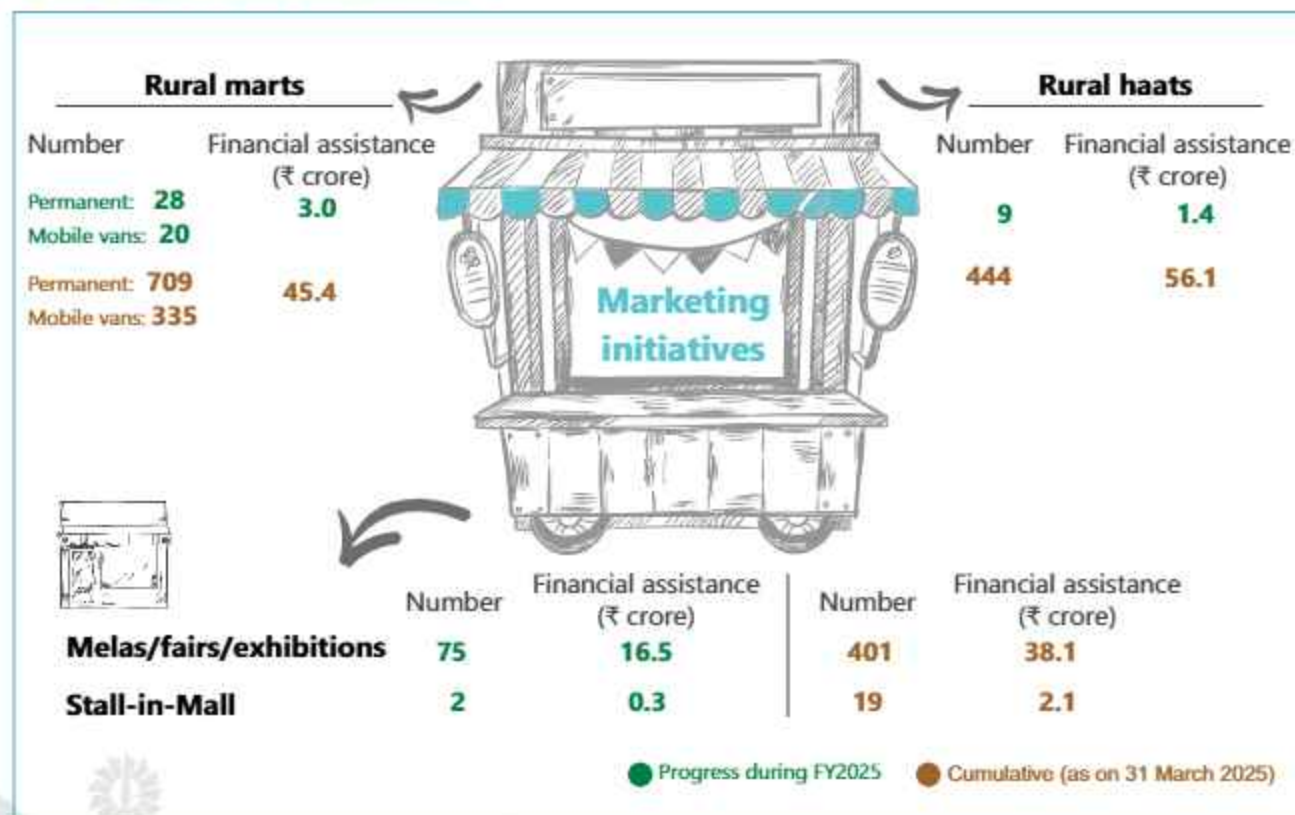 Rural marts
Number Financial assistance
(₹ crore)
Permanent: 28 3.0
Mobile vans: 20
Permanent: 709 45.4
Mobile vans: 335
Rural haats
Number Financial assistance
(₹ crore)
9 1.4
444 56.1
Marketing
initiatives
Number Financial assistance
(₹ crore)
Number Financial assistance
(₹ crore)
Melas/fairs/exhibitions 75 16.5 401 38.1
Stall-in-Mall 2 0.3 19 2.1
Progress during FY2025 Cumulative (as on 31 March 2025)